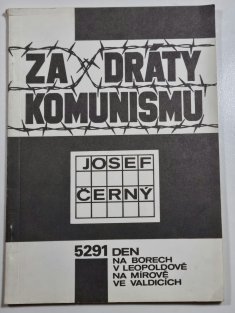 ZA DRÁTY
KOMUNISMU
JOSEF
ČERNÝ
5291 DEN
NA BORECH
V LEOPOLDOVĚ
NA MÍROVĚ
VE VALDICÍCH